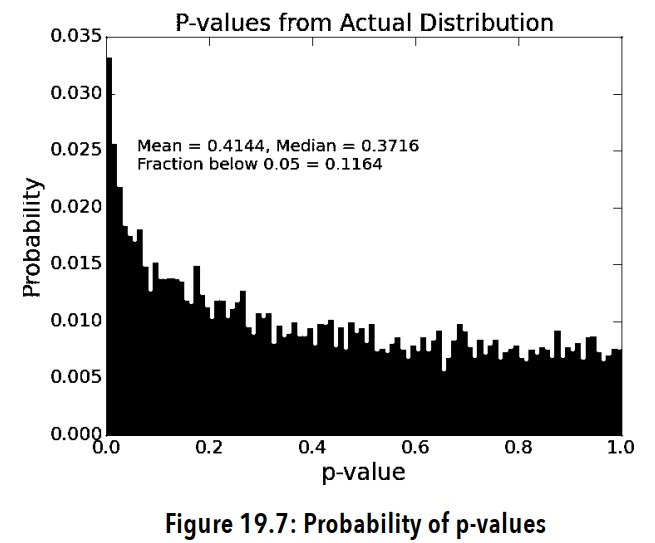 P-values from Actual Distribution
0.035
0.030
0.025
0.020
0.015
0.010
0.005
0.000
Probability
Mean = 0.4144, Median = 0.3716
Fraction below 0.05 = 0.1164
0.0 0.2 0.4 0.6 0.8 1.0
p-value
Figure 19.7: Probability of p-values